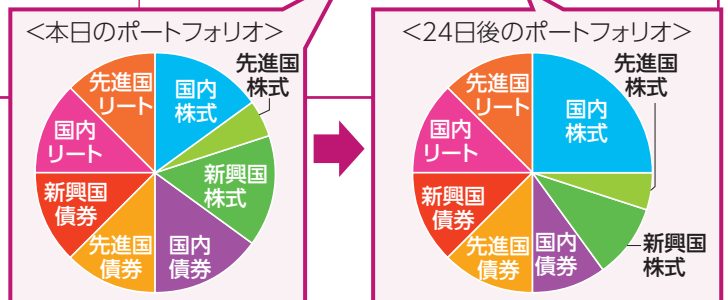 <本日のポートフォリオ>
先進国
リート
国内
株式
先進国
株式
国内
リート
新興国
株式
新興国
債券
先進国
債券
国内
債券
<24日後のポートフォリオ>
先進国
リート
国内
株式
先進国
株式
国内
リート
新興国
債券
先進国
債券
国内
債券
新興国
株式